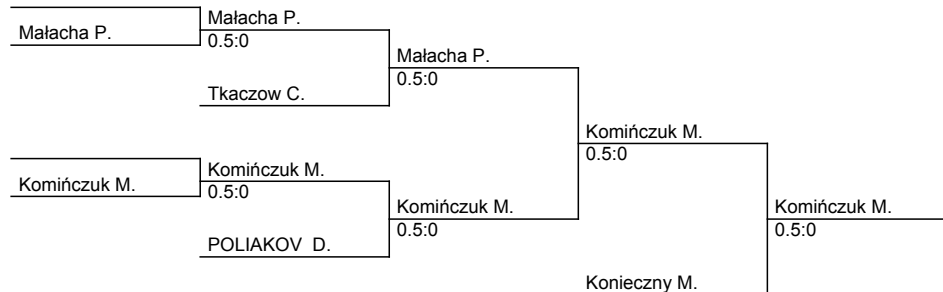 Małacha P.
Małacha P.
0.5:0
Małacha P.
0.5:0
Tkaczow C.
Komińczuk M.
0.5:0
Komińczuk M.
Komińczuk M.
0.5:0
Komińczuk M.
0.5:0
Komińczuk M.
0.5:0
POLIAKOV D.
Konieczny M.